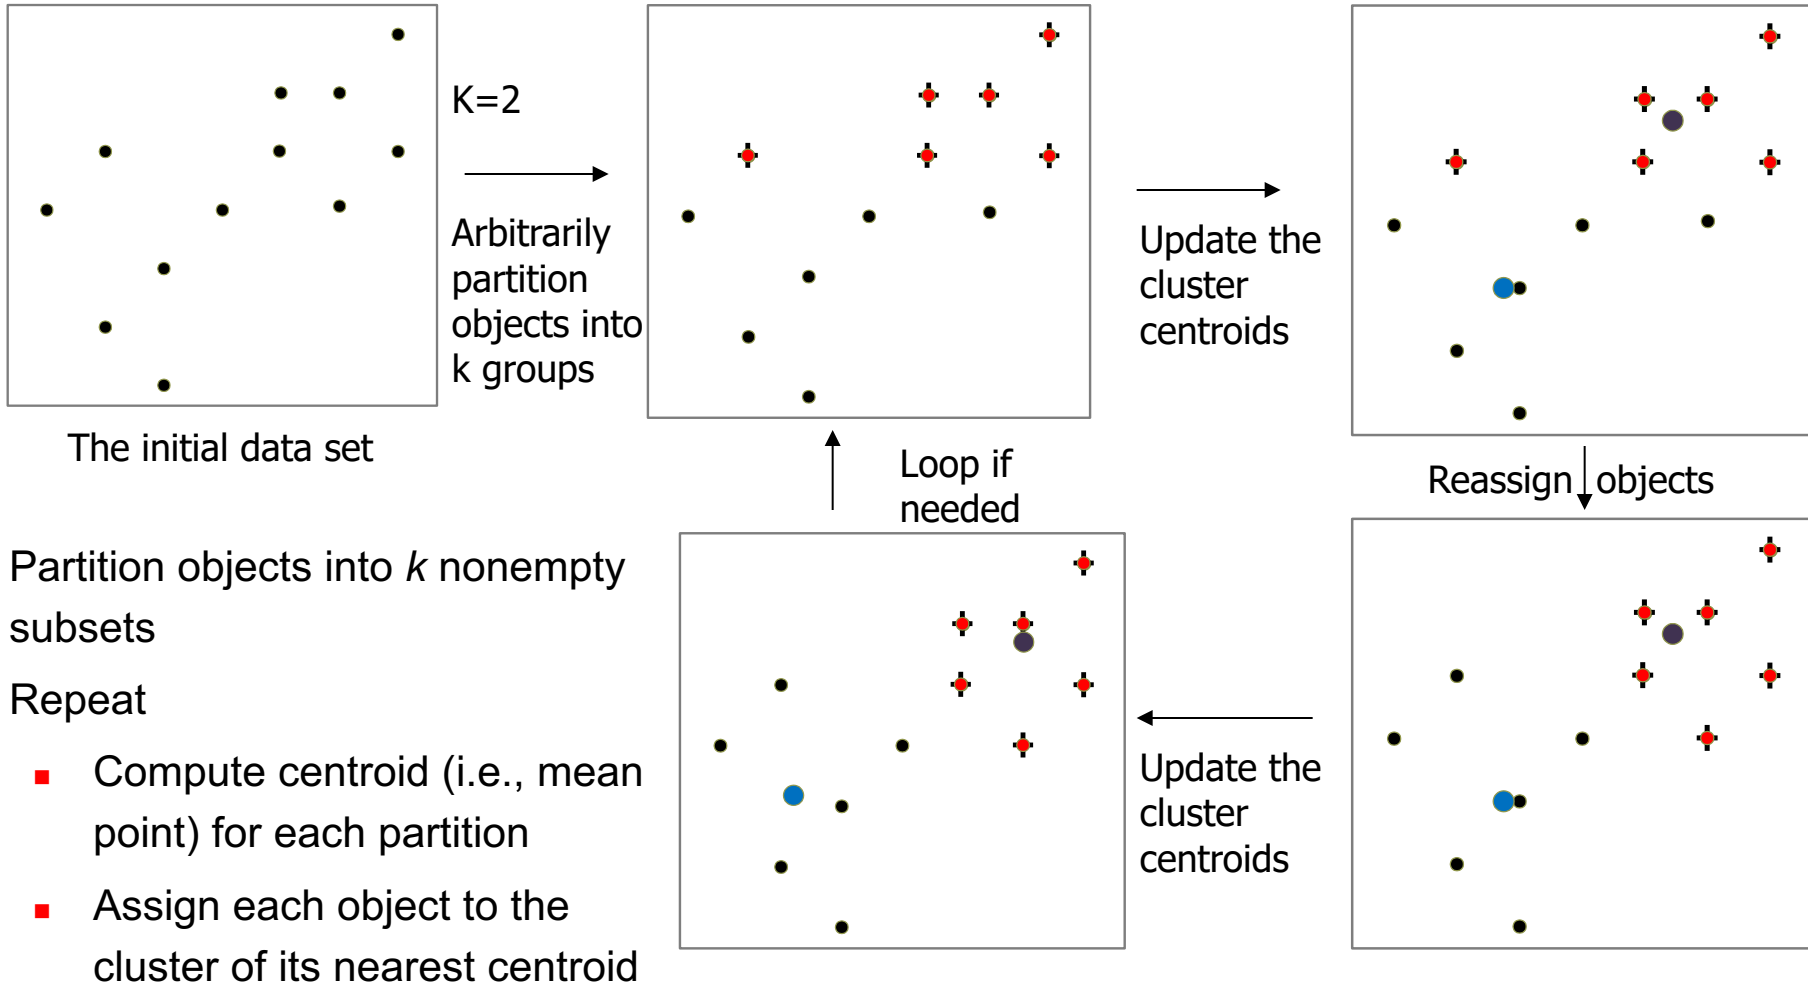 K=2
Arbitrarily
partition
objects into
k groups
Update the
cluster
centroids
The initial data set
Loop if
needed
Reassign objects
Partition objects into k nonempty
subsets
Repeat
■ Compute centroid (i.e., mean
point) for each partition
■ Assign each object to the
cluster of its nearest centroid
Update the
cluster
centroids